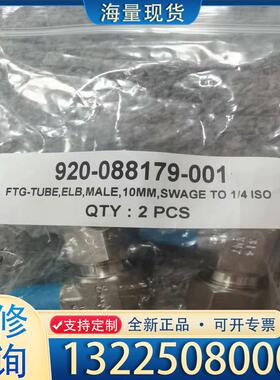 海量现货
920-088179-001
FTG-TUBE,ELB,MALE,10MM,SWAGE TO 1/4 ISO
QTY : 2 PCS
修
询
支持定制 全新正品 可开专票
13225080002